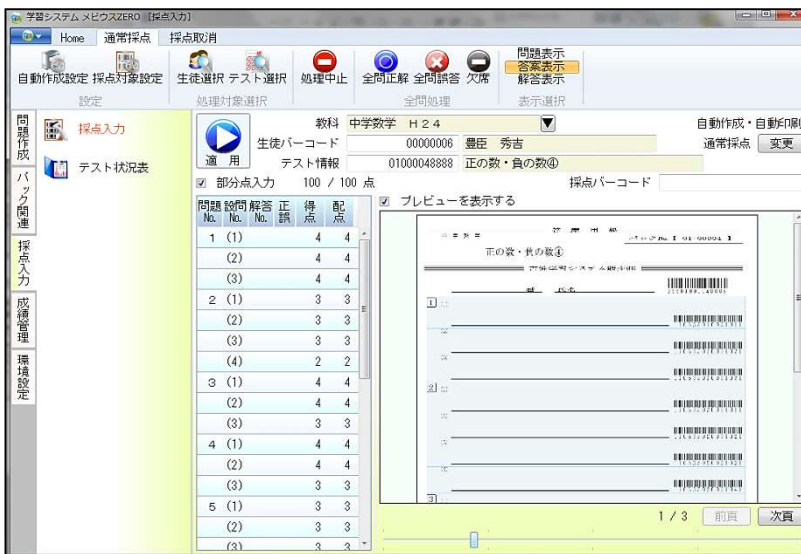 学習システム メビウスZERO [採点入力]
Home 通常採点 採点取消
自動作成設定 採点対象設定 生徒選択 テスト選択 処理中止 全問正解 全問誤答 欠席 問題表示
答案表示
解答表示
設定 処理対象選択 全問処理 表示選択
問題作成
バック関連
採点入力
成績管理
環境設定
採点入力
テスト状況表
適 用
教科 中学数学 H24
自動作成・自動印刷
生徒バーコード 00000006 豊臣 秀吉
通常採点 変更
テスト情報 01000048888 正の数・負の数④
部分点入力 100 / 100 点 採点バーコード
プレビューを表示する
問題No. 設問No. 解答No. 正誤 得点 配点
1 (1) 4 4
(2) 4 4
(3) 4 4
2 (1) 3 3
(2) 3 3
(3) 3 3
(4) 2 2
3 (1) 4 4
(2) 4 4
(3) 3 3
4 (1) 4 4
(2) 4 4
(3) 3 3
5 (1) 3 3
(2) 3 3
(3) 3 3
正の数・負の数④
1
2
3
1 / 3 前頁 次頁